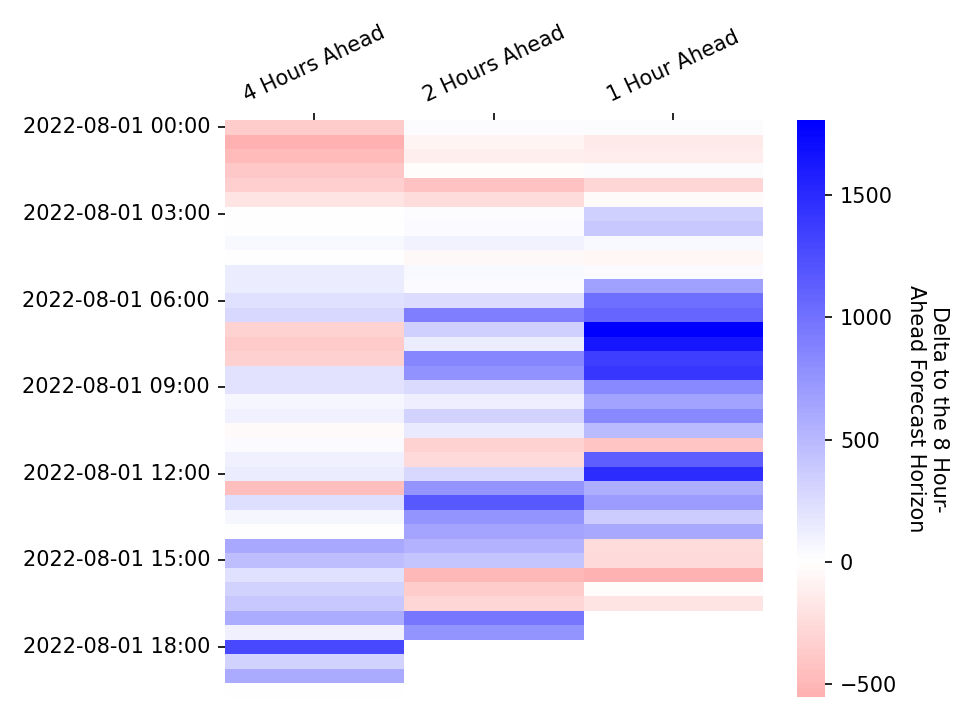 4 Hours Ahead
2 Hours Ahead
1 Hour Ahead
2022-08-01 00:00
2022-08-01 03:00
2022-08-01 06:00
2022-08-01 09:00
2022-08-01 12:00
2022-08-01 15:00
2022-08-01 18:00
1500
1000
500
0
−500
Delta to the 8 Hour-
Ahead Forecast Horizon